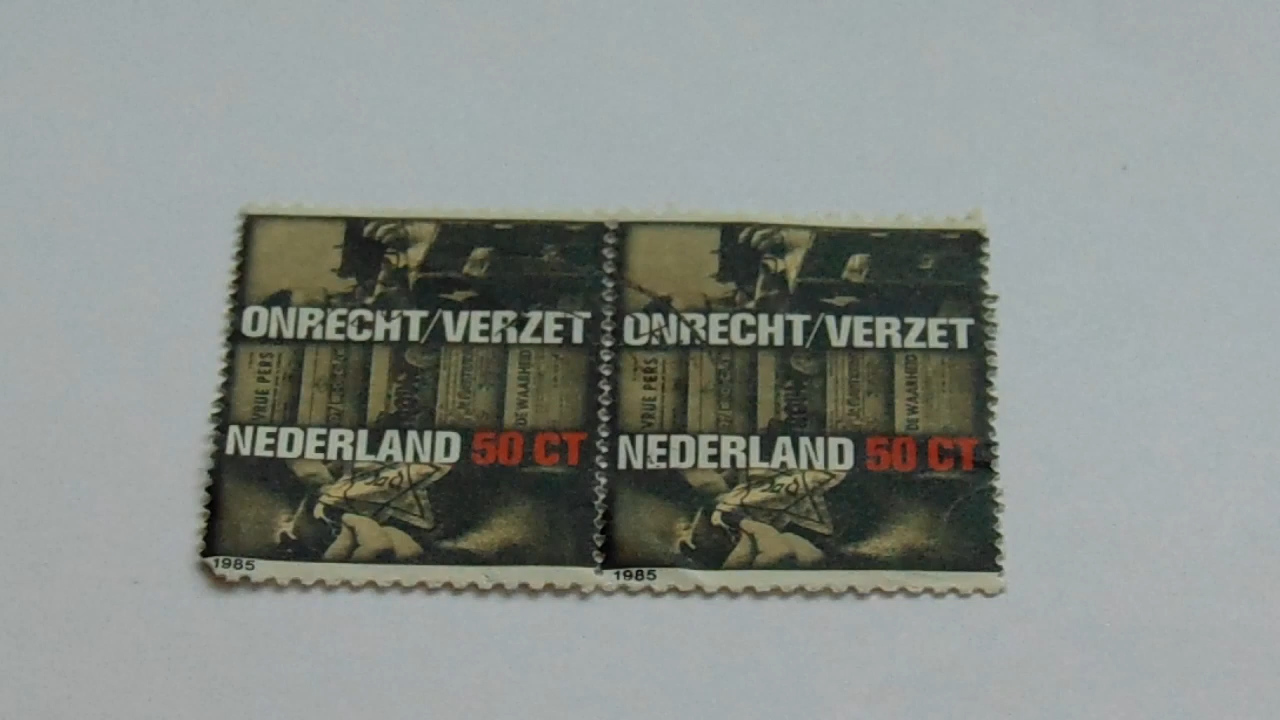 ONRECHT/VERZET
VRIJE PERS
DE WAARHEID
NEDERLAND 50 CT
1985
ONRECHT/VERZET
VRIJE PERS
DE WAARHEID
NEDERLAND 50 CT
1985